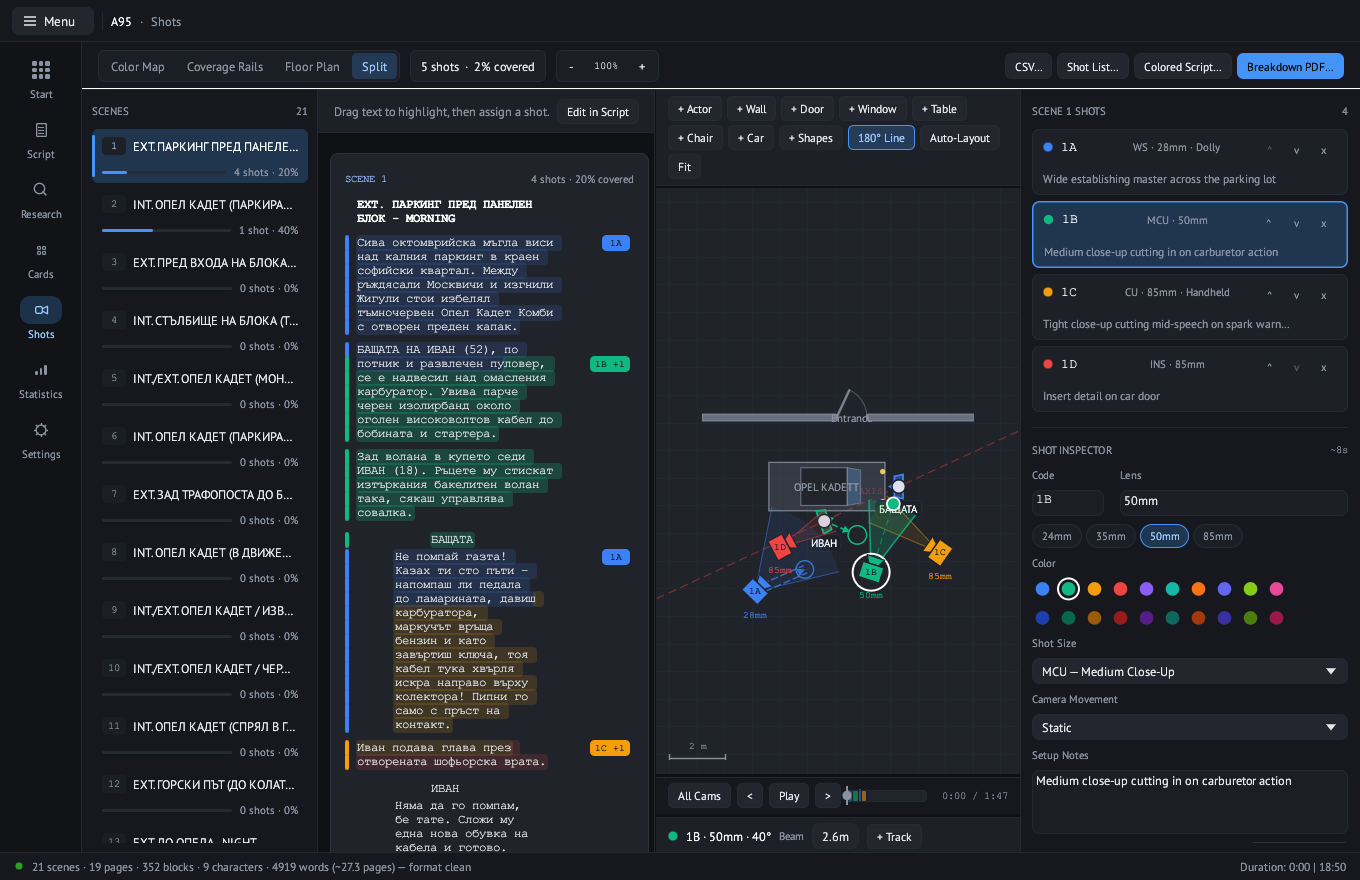 Menu
A95 · Shots
Start
Script
Research
Cards
Shots
Statistics
Settings
Color Map
Coverage Rails
Floor Plan
Split
5 shots · 2% covered
-
100%
+
CSV...
Shot List...
Colored Script...
Breakdown PDF...
SCENES
21
1
EXT. ПАРКИНГ ПРЕД ПАНЕЛЕ...
4 shots · 20%
2
INT. ОПЕЛ КАДЕТ (ПАРКИРА...
1 shot · 40%
3
EXT. ПРЕД ВХОДА НА БЛОКА...
0 shots · 0%
4
INT. СТЪЛБИЩЕ НА БЛОКА (Т...
0 shots · 0%
5
INT./EXT. ОПЕЛ КАДЕТ (МОН...
0 shots · 0%
6
INT. ОПЕЛ КАДЕТ (ПАРКИРА...
0 shots · 0%
7
EXT. ЗАД ТРАФОПОСТА ДО Б...
0 shots · 0%
8
INT. ОПЕЛ КАДЕТ (В ДВИЖЕ...
0 shots · 0%
9
INT./EXT. ОПЕЛ КАДЕТ / ИЗВ...
0 shots · 0%
10
INT./EXT. ОПЕЛ КАДЕТ / ЧЕР...
0 shots · 0%
11
INT. ОПЕЛ КАДЕТ (СПРЯЛ В Г...
0 shots · 0%
12
EXT. ГОРСКИ ПЪТ (ДО КОЛАТ...
0 shots · 0%
Drag text to highlight, then assign a shot.
Edit in Script
SCENE 1
4 shots · 20% covered
EXT. ПАРКИНГ ПРЕД ПАНЕЛЕН
БЛОК – MORNING
Сива октомврийска мъгла виси
над калния паркинг в краен
софийски квартал. Между
ръждясали Москвичи и изгнили
Жигули стои избелял
тъмночервен Опел Кадет Комби
с отворен преден капак.
1A
БАЩАТА НА ИВАН (52), по
потник и развлечен пуловер,
се е надвесил над омасления
карбуратор. Увива парче
черен изолирбанд около
оголен високоволтов кабел до
бобината и стартера.
1B +1
Зад волана в купето седи
ИВАН (18). Ръцете му стискат
изтъркания бакелитен волан
така, сякаш управлява
совалка.
БАЩАТА
Не помпай газта!
Казах ти сто пъти –
напомпаш ли педала
до ламарината, давиш
карбуратора,
маркучът връща
бензин и като
завъртиш ключа, тоя
кабел тука хвърля
искра направо върху
колектора! Пипни го
само с пръст на
контакт.
1A
Иван подава глава през
отворената шофьорска врата.
1C +1
ИВАН
Няма да го помпам,
бе тате. Сложи му
една нова обувка на
кабела и готово.
+ Actor
+ Wall
+ Door
+ Window
+ Table
+ Chair
+ Car
+ Shapes
180° Line
Auto-Layout
Fit
Entrance
OPEL KADETT
AXIS
БАЩАТА
ИВАН
1D
85mm
1A
28mm
1B
50mm
1C
85mm
2 m
All Cams
<
Play
>
0:00 / 1:47
1B · 50mm · 40°
Beam
2.6m
+ Track
SCENE 1 SHOTS
4
1A
WS · 28mm · Dolly
^
v
x
Wide establishing master across the parking lot
1B
MCU · 50mm
^
v
x
Medium close-up cutting in on carburetor action
1C
CU · 85mm · Handheld
^
v
x
Tight close-up cutting mid-speech on spark warn...
1D
INS · 85mm
^
v
x
Insert detail on car door
SHOT INSPECTOR
~8s
Code
Lens
1B
50mm
24mm
35mm
50mm
85mm
Color
Shot Size
MCU — Medium Close-Up
Camera Movement
Static
Setup Notes
Medium close-up cutting in on carburetor action
21 scenes · 19 pages · 352 blocks · 9 characters · 4919 words (~27.3 pages) — format clean
Duration: 0:00 | 18:50